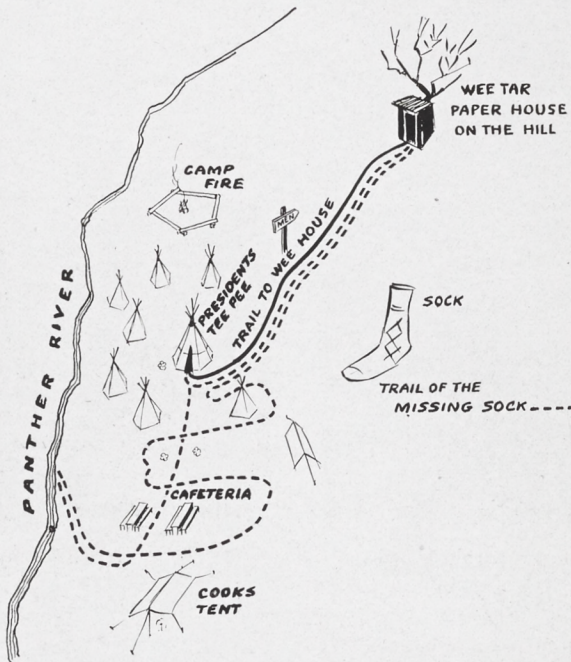 WEE TAR
PAPER HOUSE
ON THE HILL
CAMP
FIRE
MEN
PRESIDENTS
TEE PEE
TRAIL TO WEE HOUSE
PANTHER RIVER
SOCK
TRAIL OF THE
MISSING SOCK
CAFETERIA
COOKS
TENT